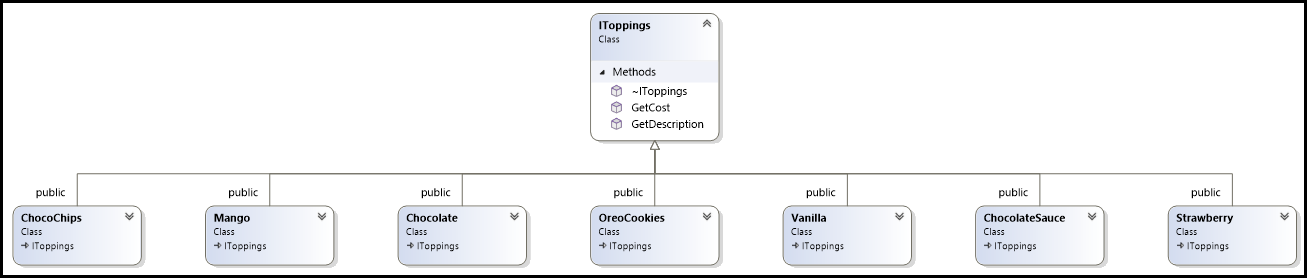 IToppings
Class
Methods
~IToppings
GetCost
GetDescription
public public public public public public public
ChocoChips Mango Chocolate OreoCookies Vanilla ChocolateSauce Strawberry
Class Class Class Class Class Class Class
IToppings IToppings IToppings IToppings IToppings IToppings IToppings